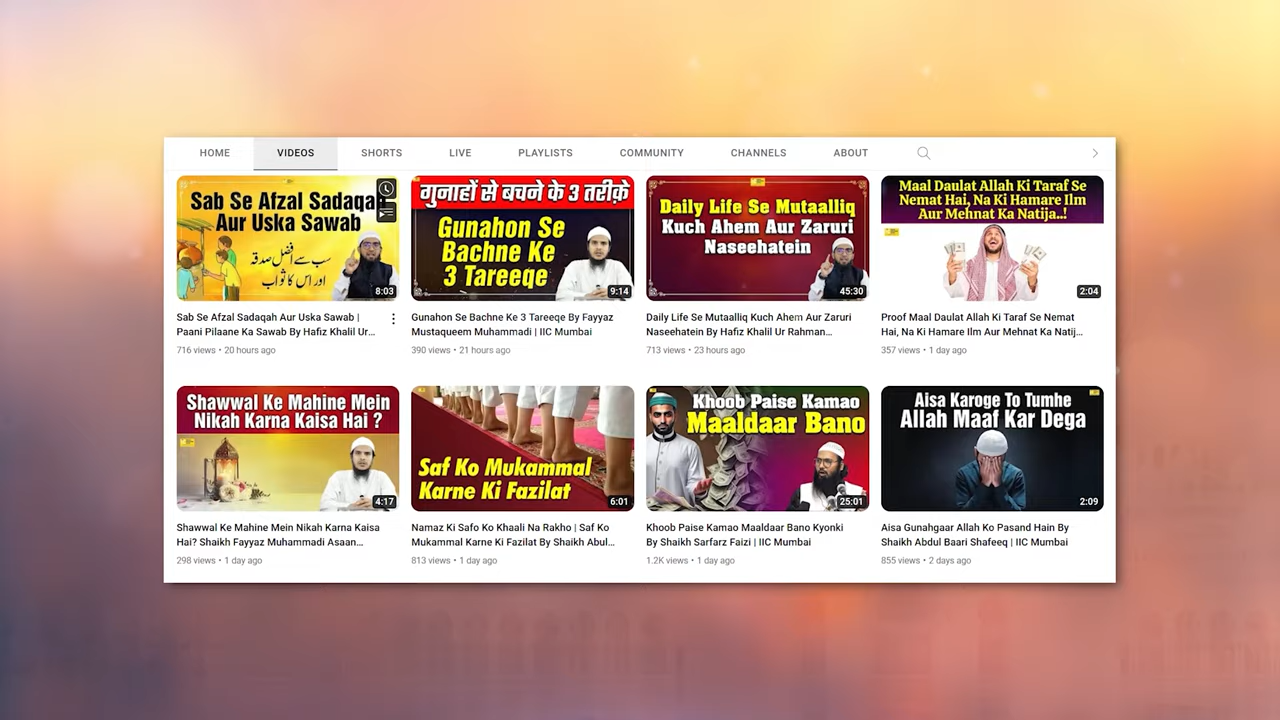 HOME VIDEOS SHORTS LIVE PLAYLISTS COMMUNITY CHANNELS ABOUT
Sab Se Afzal Sadaqah
Aur Uska Sawab
سب سے افضل صدقہ
اور اس کا ثواب
8:03
Sab Se Afzal Sadaqah Aur Uska Sawab |
Paani Pilaane Ka Sawab By Hafiz Khalil Ur...
716 views • 20 hours ago
गुनाहों से बचने के 3 तरीक़े
Gunahon Se
Bachne Ke
3 Tareeqe
9:14
Gunahon Se Bachne Ke 3 Tareeqe By Fayyaz
Mustaqueem Muhammadi | IIC Mumbai
390 views • 21 hours ago
Daily Life Se Mutaalliq
Kuch Ahem Aur Zaruri
Naseehatein
45:30
Daily Life Se Mutaalliq Kuch Ahem Aur Zaruri
Naseehatein By Hafiz Khalil Ur Rahman...
713 views • 23 hours ago
Maal Daulat Allah Ki Taraf Se
Nemat Hai, Na Ki Hamare Ilm
Aur Mehnat Ka Natija..!
2:04
Proof Maal Daulat Allah Ki Taraf Se Nemat
Hai, Na Ki Hamare Ilm Aur Mehnat Ka Natij...
357 views • 1 day ago
Shawwal Ke Mahine Mein
Nikah Karna Kaisa Hai ?
4:17
Shawwal Ke Mahine Mein Nikah Karna Kaisa
Hai? Shaikh Fayyaz Muhammadi Asaan...
298 views • 1 day ago
Saf Ko Mukammal
Karne Ki Fazilat
6:01
Namaz Ki Safo Ko Khaali Na Rakho | Saf Ko
Mukammal Karne Ki Fazilat By Shaikh Abul...
813 views • 1 day ago
Khoob Paise Kamao
Maaldaar Bano
25:01
Khoob Paise Kamao Maaldaar Bano Kyonki
By Shaikh Sarfarz Faizi | IIC Mumbai
1.2K views • 1 day ago
Aisa Karoge To Tumhe
Allah Maaf Kar Dega
2:09
Aisa Gunahgaar Allah Ko Pasand Hain By
Shaikh Abdul Baari Shafeeq | IIC Mumbai
855 views • 2 days ago